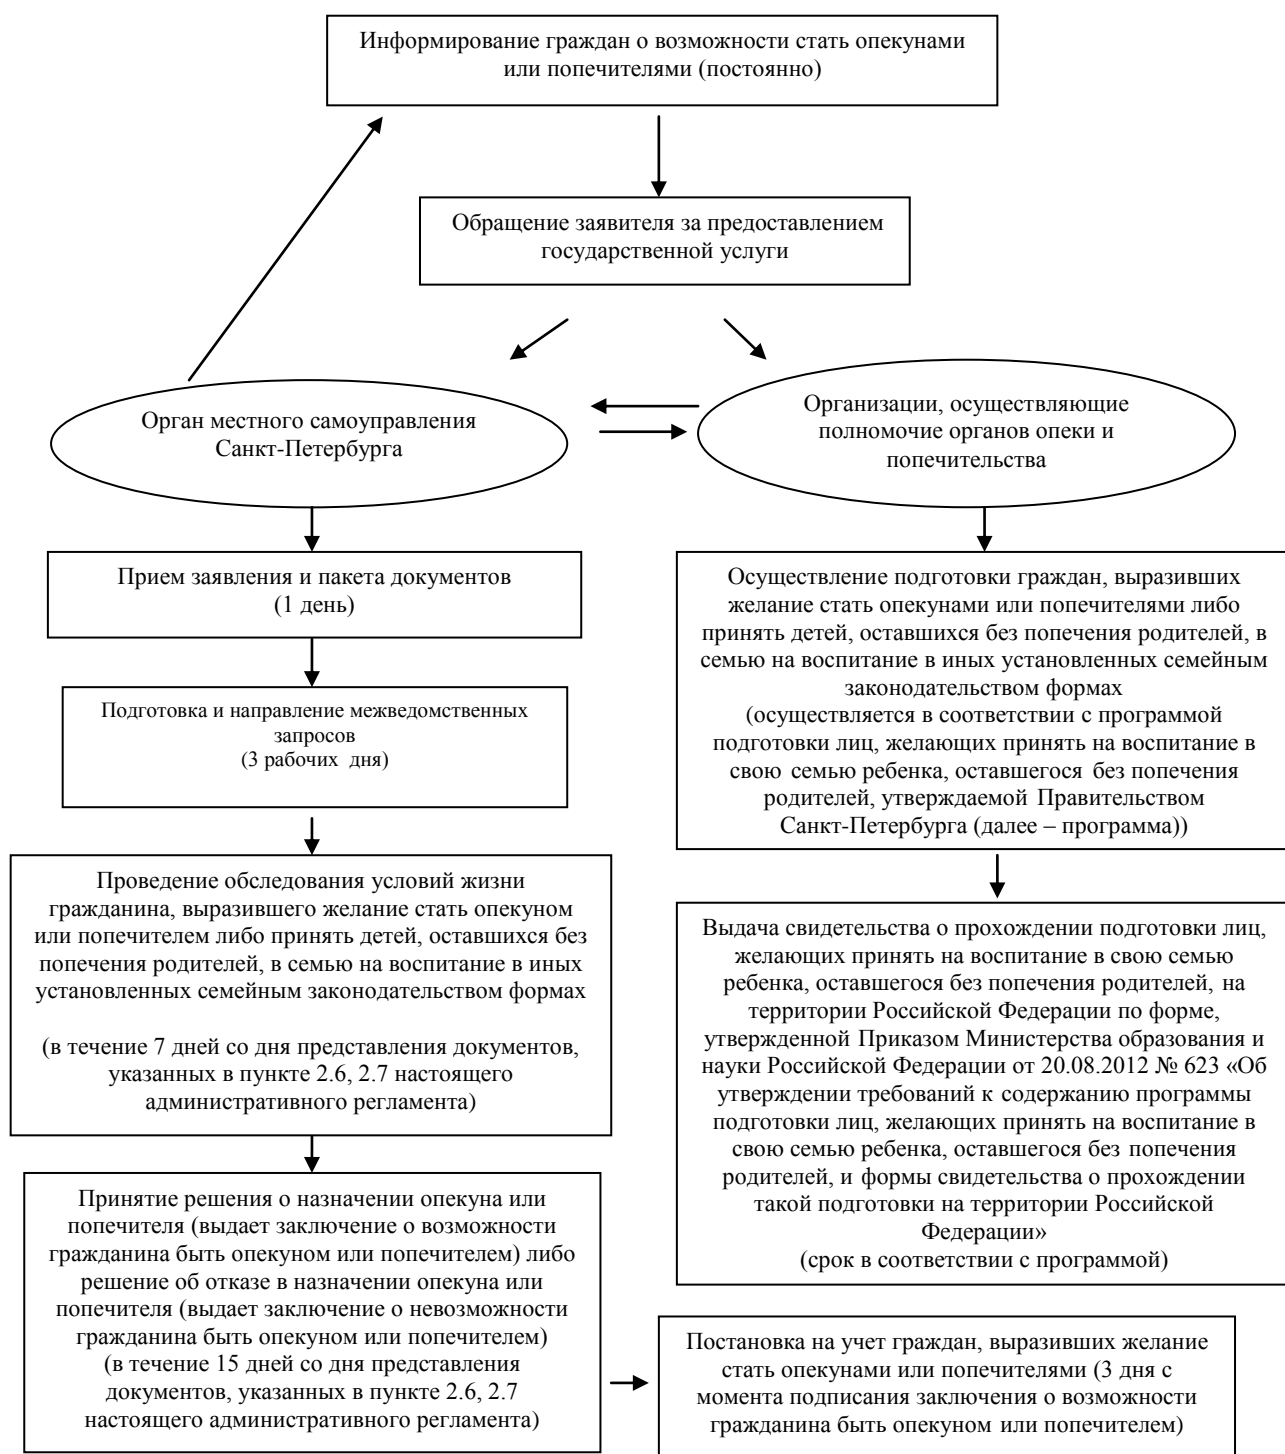 Информирование граждан о возможности стать опекунами
или попечителями (постоянно)
Обращение заявителя за предоставлением
государственной услуги
Орган местного самоуправления
Санкт-Петербурга
Организации, осуществляющие
полномочие органов опеки и
попечительства
Прием заявления и пакета документов
(1 день)
Подготовка и направление межведомственных
запросов
(3 рабочих дня)
Проведение обследования условий жизни
гражданина, выразившего желание стать опекуном
или попечителем либо принять детей, оставшихся без
попечения родителей, в семью на воспитание в иных
установленных семейным законодательством формах
(в течение 7 дней со дня представления документов,
указанных в пункте 2.6, 2.7 настоящего
административного регламента)
Принятие решения о назначении опекуна или
попечителя (выдает заключение о возможности
гражданина быть опекуном или попечителем) либо
решение об отказе в назначении опекуна или
попечителя (выдает заключение о невозможности
гражданина быть опекуном или попечителем)
(в течение 15 дней со дня представления
документов, указанных в пункте 2.6, 2.7
настоящего административного регламента)
Осуществление подготовки граждан, выразивших
желание стать опекунами или попечителями либо
принять детей, оставшихся без попечения родителей, в
семью на воспитание в иных установленных семейным
законодательством формах
(осуществляется в соответствии с программой
подготовки лиц, желающих принять на воспитание в
свою семью ребенка, оставшегося без попечения
родителей, утверждаемой Правительством
Санкт-Петербурга (далее – программа))
Выдача свидетельства о прохождении подготовки лиц,
желающих принять на воспитание в свою семью
ребенка, оставшегося без попечения родителей, на
территории Российской Федерации по форме,
утвержденной Приказом Министерства образования и
науки Российской Федерации от 20.08.2012 № 623 «Об
утверждении требований к содержанию программы
подготовки лиц, желающих принять на воспитание в
свою семью ребенка, оставшегося без попечения
родителей, и формы свидетельства о прохождении
такой подготовки на территории Российской
Федерации»
(срок в соответствии с программой)
Постановка на учет граждан, выразивших желание
стать опекунами или попечителями (3 дня с
момента подписания заключения о возможности
гражданина быть опекуном или попечителем)